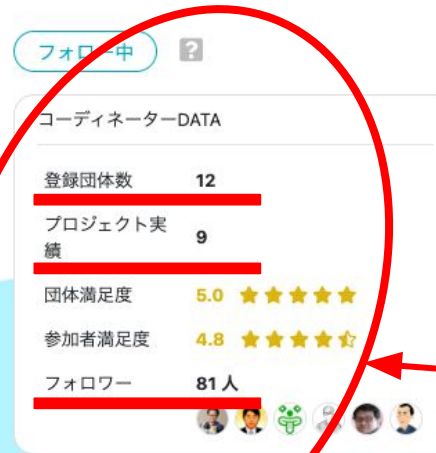 フォロー中 ?
コーディネーターDATA
登録団体数 12
プロジェクト実
績 9
団体満足度 5.0
参加者満足度 4.8
フォロワー 81人